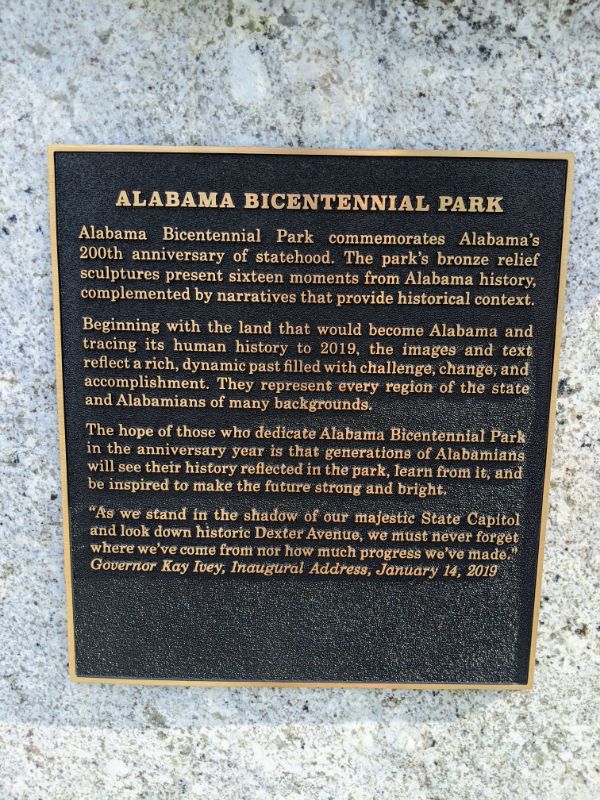 ALABAMA BICENTENNIAL PARK
Alabama Bicentennial Park commemorates Alabama's
200th anniversary of statehood. The park's bronze relief
sculptures present sixteen moments from Alabama history,
complemented by narratives that provide historical context.
Beginning with the land that would become Alabama and
tracing its human history to 2019, the images and text
reflect a rich, dynamic past filled with challenge, change, and
accomplishment. They represent every region of the state
and Alabamians of many backgrounds.
The hope of those who dedicate Alabama Bicentennial Park
in the anniversary year is that generations of Alabamians
will see their history reflected in the park, learn from it, and
be inspired to make the future strong and bright.
"As we stand in the shadow of our majestic State Capitol
and look down historic Dexter Avenue, we must never forget
where we've come from nor how much progress we've made."
Governor Kay Ivey, Inaugural Address, January 14, 2019